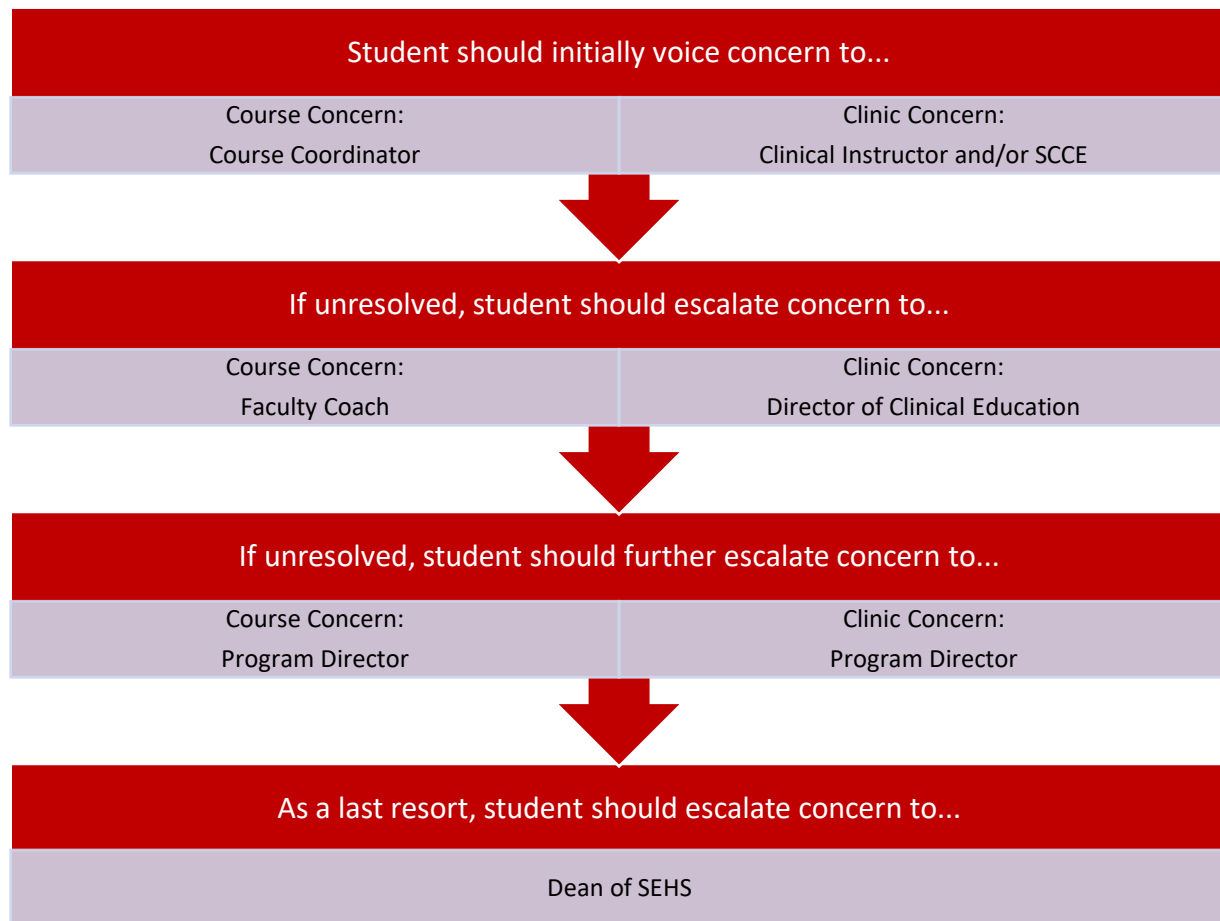 Student should initially voice concern to...
Course Concern:
Course Coordinator
Clinic Concern:
Clinical Instructor and/or SCCE
If unresolved, student should escalate concern to...
Course Concern:
Faculty Coach
Clinic Concern:
Director of Clinical Education
If unresolved, student should further escalate concern to...
Course Concern:
Program Director
Clinic Concern:
Program Director
As a last resort, student should escalate concern to...
Dean of SEHS